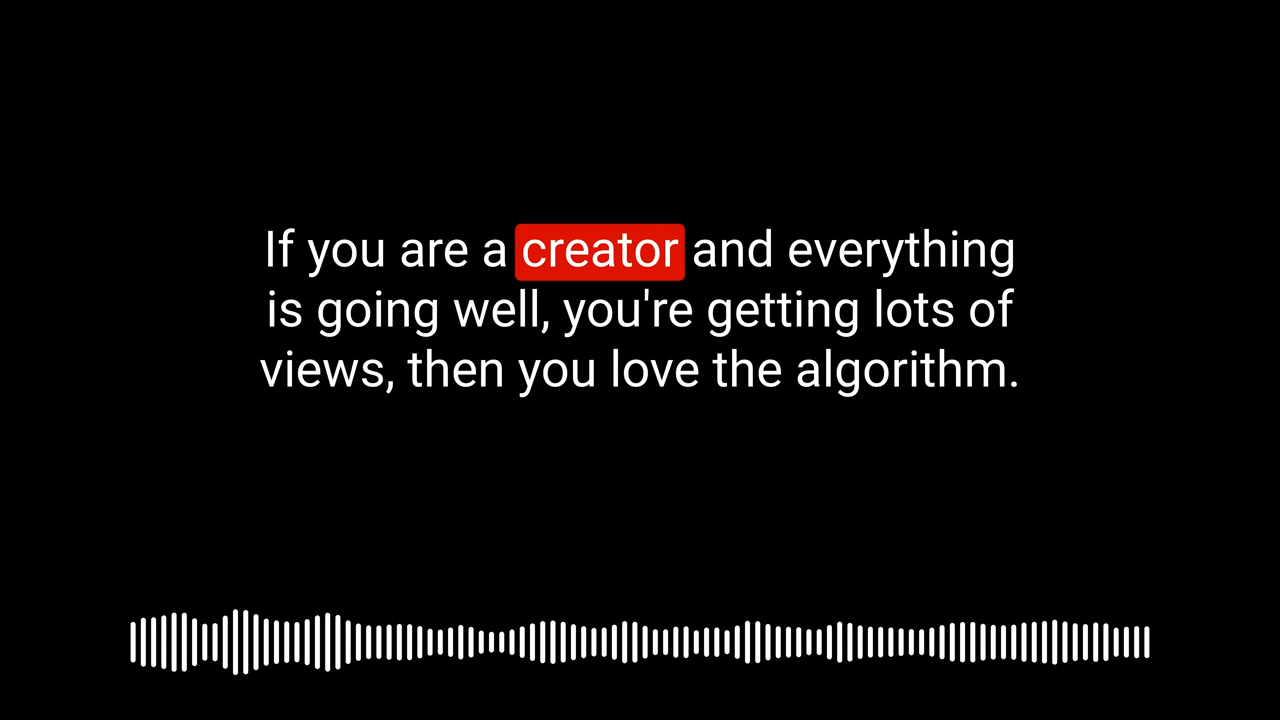 If you are a creator and everything
is going well, you're getting lots of
views, then you love the algorithm.